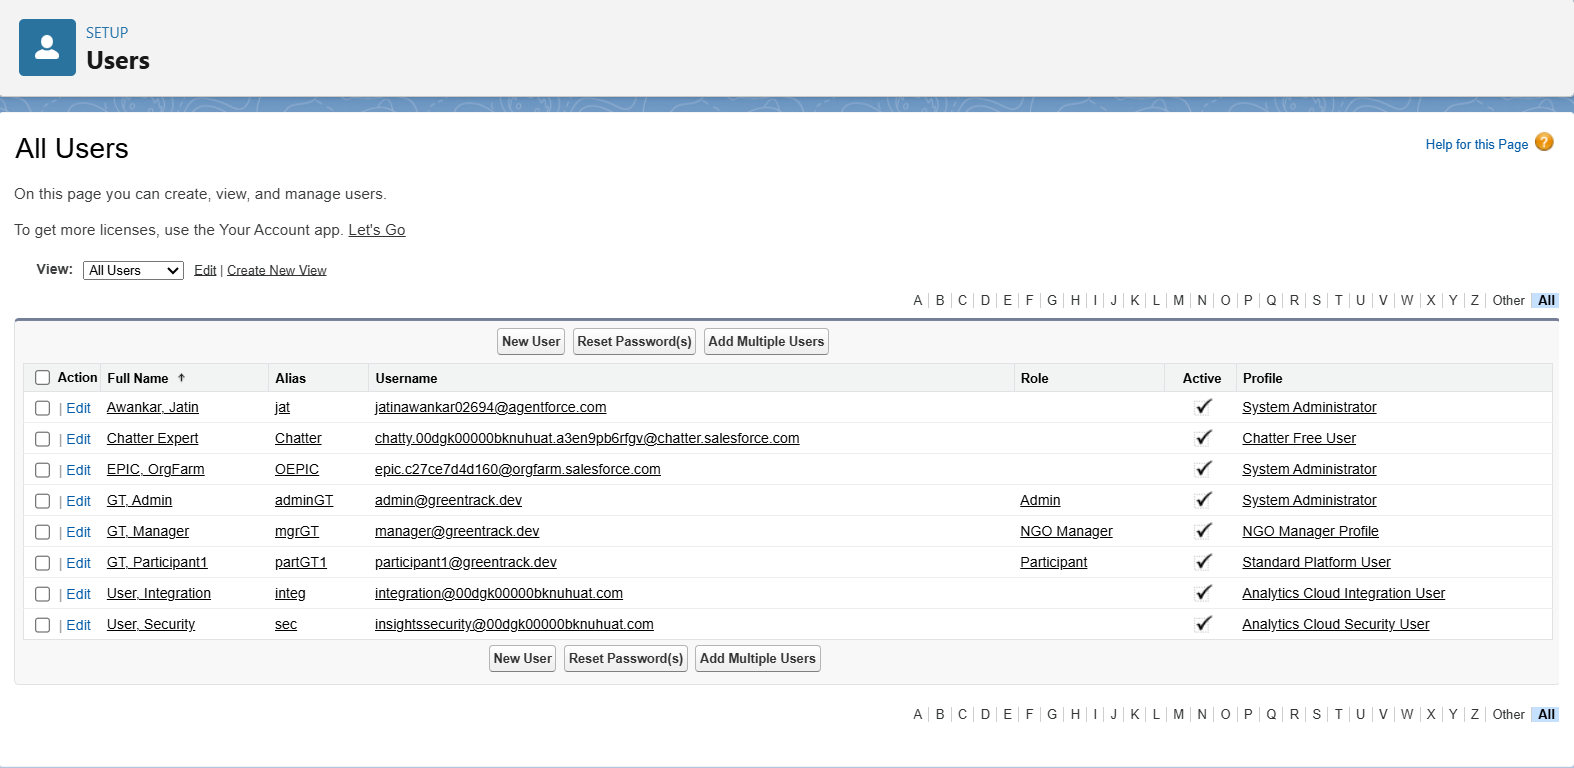 SETUP
Users
All Users
Help for this Page ?
On this page you can create, view, and manage users.
To get more licenses, use the Your Account app. Let's Go
View: All Users Edit | Create New View
A B C D E F G H I J K L M N O P Q R S T U V W X Y Z Other All
New User Reset Password(s) Add Multiple Users
Action Full Name ↑ Alias Username Role Active Profile
| Edit Awankar, Jatin jat jatinawankar02694@agentforce.com System Administrator
| Edit Chatter Expert Chatter chatty.00dgk00000bknuhuat.a3en9pb6rfgv@chatter.salesforce.com Chatter Free User
| Edit EPIC, OrgFarm OEPIC epic.c27ce7d4d160@orgfarm.salesforce.com System Administrator
| Edit GT, Admin adminGT admin@greentrack.dev Admin System Administrator
| Edit GT, Manager mgrGT manager@greentrack.dev NGO Manager NGO Manager Profile
| Edit GT, Participant1 partGT1 participant1@greentrack.dev Participant Standard Platform User
| Edit User, Integration integ integration@00dgk00000bknuhuat.com Analytics Cloud Integration User
| Edit User, Security sec insightssecurity@00dgk00000bknuhuat.com Analytics Cloud Security User
New User Reset Password(s) Add Multiple Users
A B C D E F G H I J K L M N O P Q R S T U V W X Y Z Other All